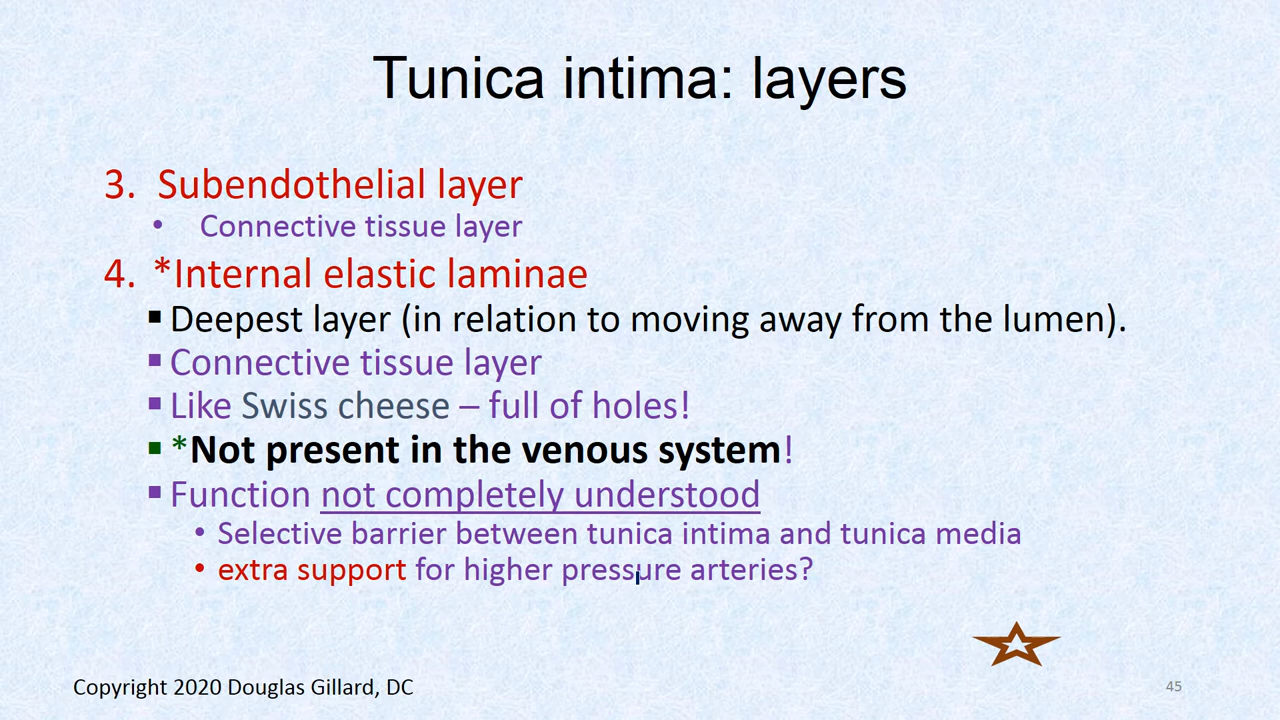 Tunica intima: layers
3. Subendothelial layer
• Connective tissue layer
4. *Internal elastic laminae
▪ Deepest layer (in relation to moving away from the lumen).
▪ Connective tissue layer
▪ Like Swiss cheese – full of holes!
▪ *Not present in the venous system!
▪ Function not completely understood
• Selective barrier between tunica intima and tunica media
• extra support for higher pressure arteries?
Copyright 2020 Douglas Gillard, DC
45